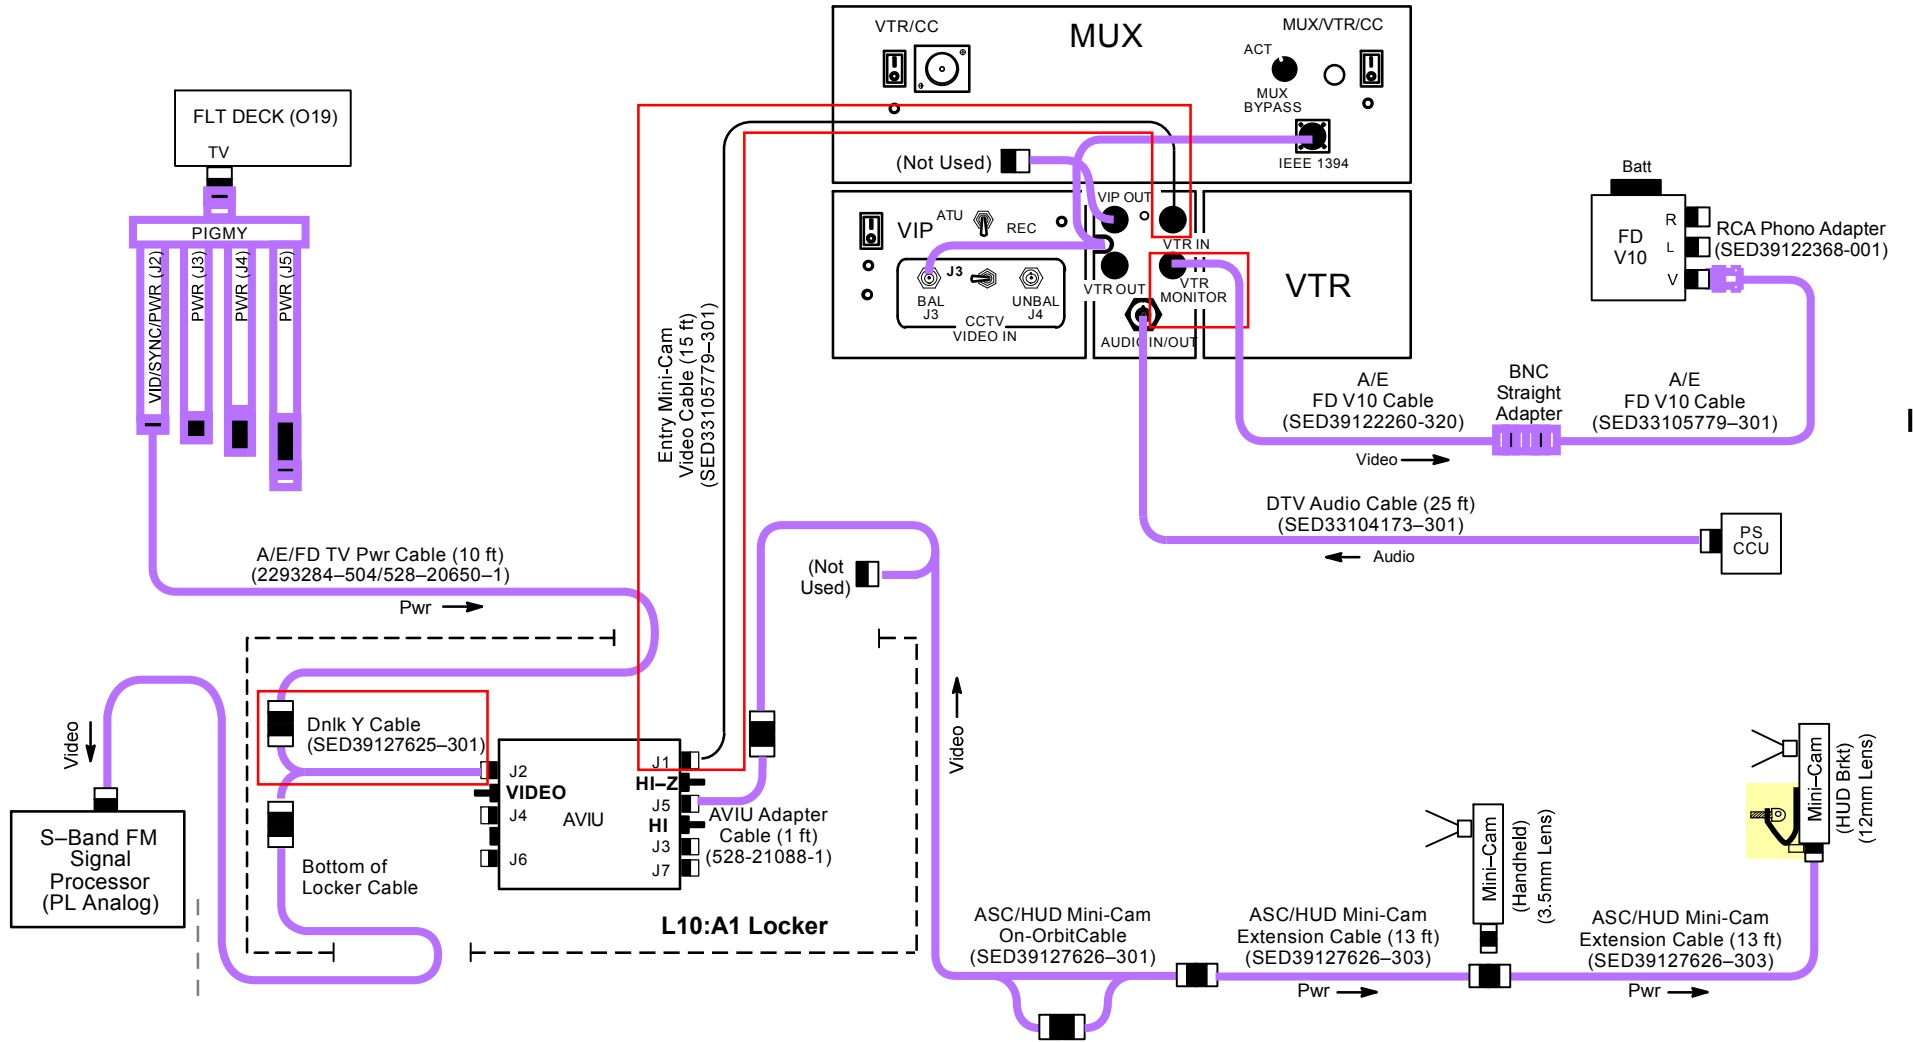 VTR/CC
MUX
MUX/VTR/CC
ACT
MUX
BYPASS
IEEE 1394
(Not Used)
FLT DECK (O19)
TV
PIGMY
VID/SYNC/PWR (J2)
PWR (J3)
PWR (J4)
PWR (J5)
VIP
ATU
REC
J3
BAL
J3
UNBAL
J4
CCTV
VIDEO IN
VIP OUT
VTR IN
VTR OUT
VTR
MONITOR
AUDIO IN/OUT
VTR
Batt
FD
V10
R
L
V
RCA Phono Adapter
(SED39122368-001)
Entry Mini-Cam
Video Cable (15 ft)
(SED33105779–301)
A/E
FD V10 Cable
(SED39122260-320)
Video
BNC
Straight
Adapter
A/E
FD V10 Cable
(SED33105779–301)
DTV Audio Cable (25 ft)
(SED33104173–301)
Audio
PS
CCU
A/E/FD TV Pwr Cable (10 ft)
(2293284–504/528–20650–1)
Pwr
(Not
Used)
Dnlk Y Cable
(SED39127625–301)
Video
S–Band FM
Signal
Processor
(PL Analog)
Bottom of
Locker Cable
J2
VIDEO
J4
J6
AVIU
J1
HI–Z
J5
HI
J3
J7
AVIU Adapter
Cable (1 ft)
(528-21088-1)
L10:A1 Locker
Video
ASC/HUD Mini-Cam
On-OrbitCable
(SED39127626–301)
ASC/HUD Mini-Cam
Extension Cable (13 ft)
(SED39127626–303)
Pwr
Mini–Cam
(Handheld)
(3.5mm Lens)
ASC/HUD Mini-Cam
Extension Cable (13 ft)
(SED39127626–303)
Pwr
Mini–Cam
(HUD Brkt)
(12mm Lens)